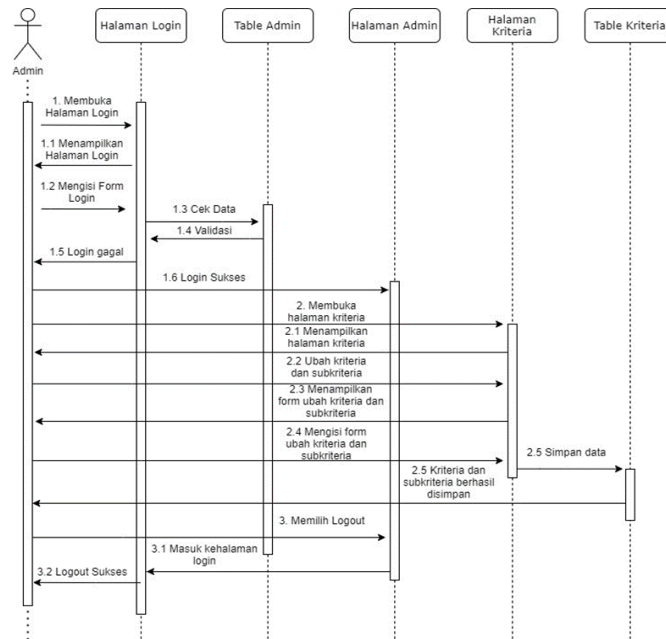 Halaman Login
Table Admin
Halaman Admin
Halaman
Kriteria
Table Kriteria
Admin
1. Membuka
Halaman Login
1.1 Menampilkan
Halaman Login
1.2 Mengisi Form
Login
1.3 Cek Data
1.4 Validasi
1.5 Login gagal
1.6 Login Sukses
2. Membuka
halaman kriteria
2.1 Menampilkan
halaman kriteria
2.2 Ubah kriteria
dan subkriteria
2.3 Menampilkan
form ubah kriteria dan
subkriteria
2.4 Mengisi form
ubah kriteria dan
subkriteria
2.5 Simpan data
2.5 Kriteria dan
subkriteria berhasil
disimpan
3. Memilih Logout
3.1 Masuk kehalaman
login
3.2 Logout Sukses